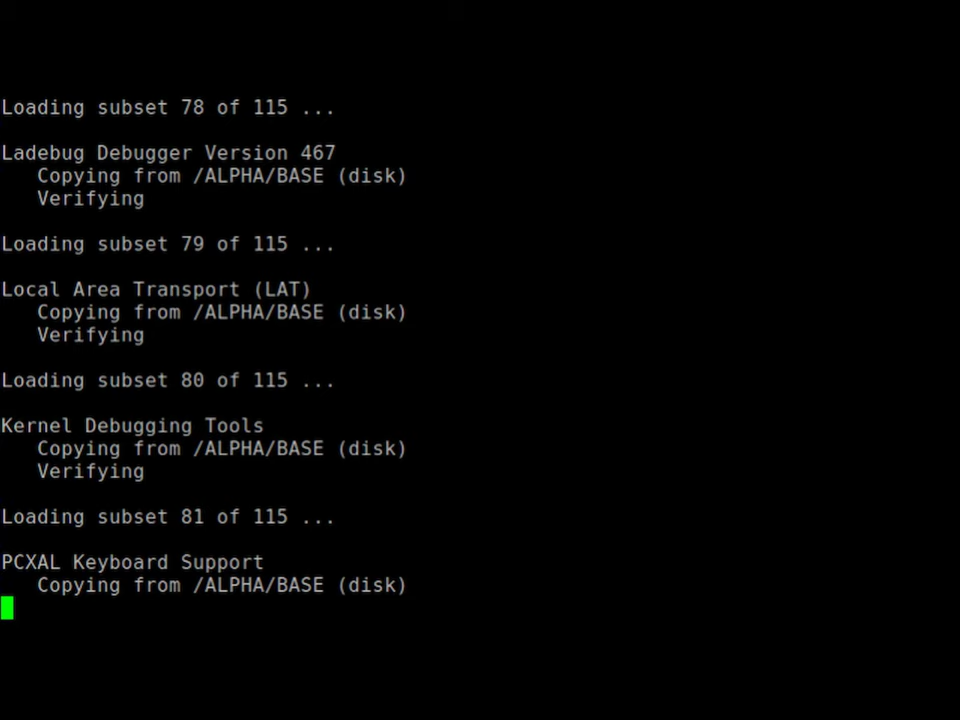 Loading subset 78 of 115 ...
Ladebug Debugger Version 467
Copying from /ALPHA/BASE (disk)
Verifying
Loading subset 79 of 115 ...
Local Area Transport (LAT)
Copying from /ALPHA/BASE (disk)
Verifying
Loading subset 80 of 115 ...
Kernel Debugging Tools
Copying from /ALPHA/BASE (disk)
Verifying
Loading subset 81 of 115 ...
PCXAL Keyboard Support
Copying from /ALPHA/BASE (disk)